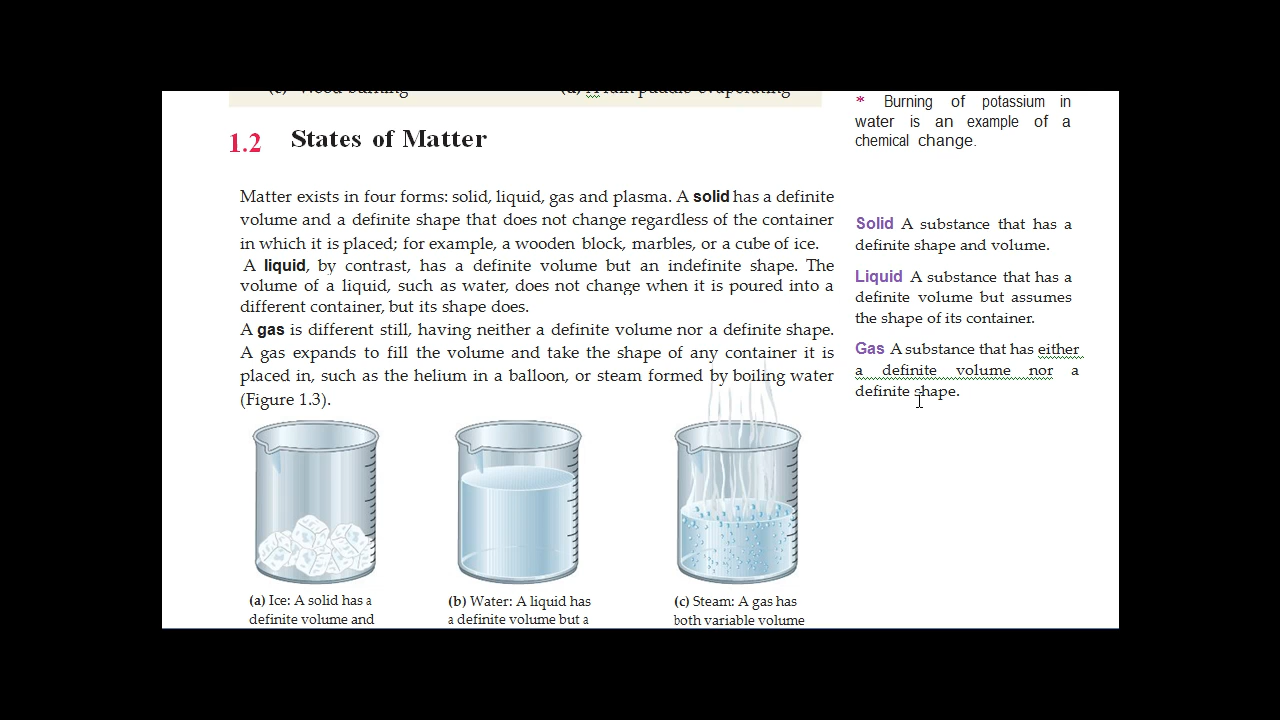 1.2 States of Matter
Matter exists in four forms: solid, liquid, gas and plasma. A solid has a definite
volume and a definite shape that does not change regardless of the container
in which it is placed; for example, a wooden block, marbles, or a cube of ice.
A liquid, by contrast, has a definite volume but an indefinite shape. The
volume of a liquid, such as water, does not change when it is poured into a
different container, but its shape does.
A gas is different still, having neither a definite volume nor a definite shape.
A gas expands to fill the volume and take the shape of any container it is
placed in, such as the helium in a balloon, or steam formed by boiling water
(Figure 1.3).
(a) Ice: A solid has a
definite volume and
(b) Water: A liquid has
a definite volume but a
(c) Steam: A gas has
both variable volume
* Burning of potassium in
water is an example of a
chemical change.
Solid A substance that has a
definite shape and volume.
Liquid A substance that has a
definite volume but assumes
the shape of its container.
Gas A substance that has either
a definite volume nor a
definite shape.